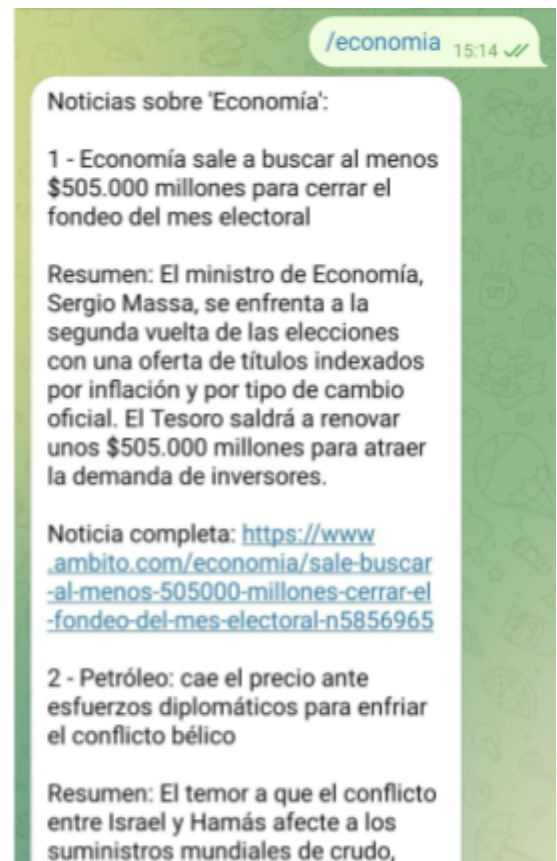 /economia 15:14
Noticias sobre 'Economía':
1 - Economía sale a buscar al menos
$505.000 millones para cerrar el
fondeo del mes electoral
Resumen: El ministro de Economía,
Sergio Massa, se enfrenta a la
segunda vuelta de las elecciones
con una oferta de títulos indexados
por inflación y por tipo de cambio
oficial. El Tesoro saldrá a renovar
unos $505.000 millones para atraer
la demanda de inversores.
Noticia completa: https://www
.ambito.com/economia/sale-buscar
-al-menos-505000-millones-cerrar-el
-fondeo-del-mes-electoral-n5856965
2 - Petróleo: cae el precio ante
esfuerzos diplomáticos para enfriar
el conflicto bélico
Resumen: El temor a que el conflicto
entre Israel y Hamás afecte a los
suministros mundiales de crudo,